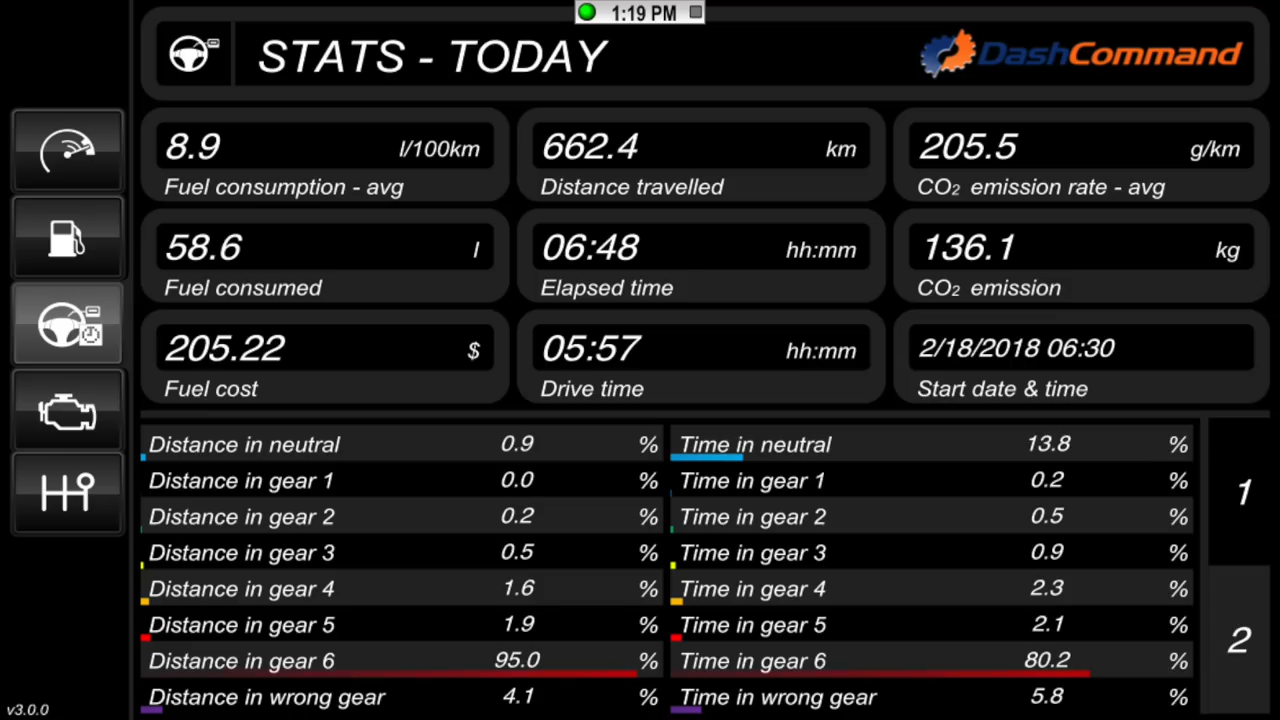 1:19 PM
STATS - TODAY
DashCommand
8.9 l/100km
Fuel consumption - avg
662.4 km
Distance travelled
205.5 g/km
CO₂ emission rate - avg
58.6 l
Fuel consumed
06:48 hh:mm
Elapsed time
136.1 kg
CO₂ emission
205.22 $
Fuel cost
05:57 hh:mm
Drive time
2/18/2018 06:30
Start date & time
Distance in neutral 0.9 %
Distance in gear 1 0.0 %
Distance in gear 2 0.2 %
Distance in gear 3 0.5 %
Distance in gear 4 1.6 %
Distance in gear 5 1.9 %
Distance in gear 6 95.0 %
Distance in wrong gear 4.1 %
Time in neutral 13.8 %
Time in gear 1 0.2 %
Time in gear 2 0.5 %
Time in gear 3 0.9 %
Time in gear 4 2.3 %
Time in gear 5 2.1 %
Time in gear 6 80.2 %
Time in wrong gear 5.8 %
1
2
v3.0.0